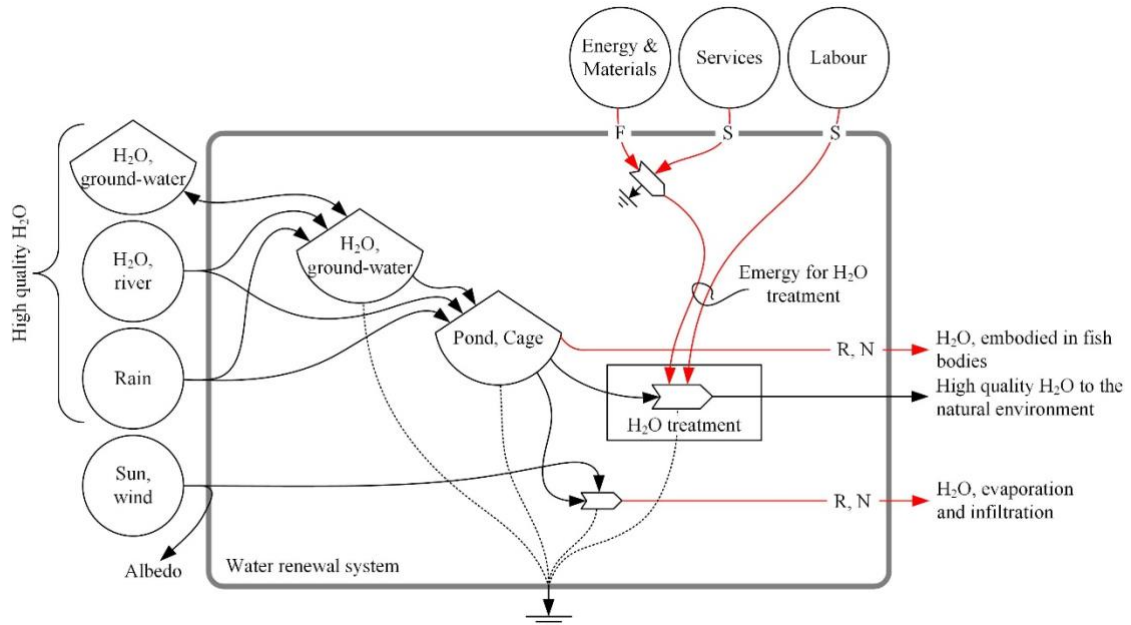 Energy &
Materials
Services
Labour
F
S
S
H₂O,
ground-water
High quality H₂O
H₂O,
river
H₂O,
ground-water
Emergy for H₂O
treatment
Pond, Cage
R, N
H₂O, embodied in fish
bodies
Rain
High quality H₂O to the
natural environment
H₂O treatment
Sun,
wind
R, N
H₂O, evaporation
and infiltration
Albedo
Water renewal system